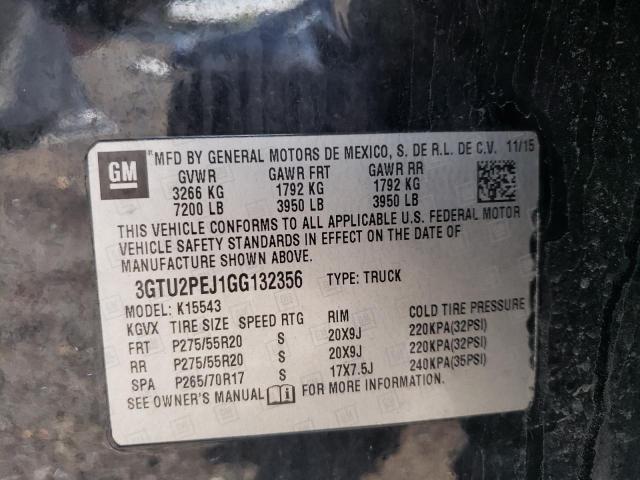 GM
MFD BY GENERAL MOTORS DE MEXICO, S. DE R.L. DE C.V. 11/15
GVWR GAWR FRT GAWR RR
3266 KG 1792 KG 1792 KG
7200 LB 3950 LB 3950 LB
THIS VEHICLE CONFORMS TO ALL APPLICABLE U.S. FEDERAL MOTOR
VEHICLE SAFETY STANDARDS IN EFFECT ON THE DATE OF
MANUFACTURE SHOWN ABOVE.
3GTU2PEJ1GG132356 TYPE: TRUCK
MODEL: K15543
KGVX TIRE SIZE SPEED RTG RIM COLD TIRE PRESSURE
FRT P275/55R20 S 20X9J 220KPA(32PSI)
RR P275/55R20 S 20X9J 220KPA(32PSI)
SPA P265/70R17 S 17X7.5J 240KPA(35PSI)
SEE OWNER'S MANUAL FOR MORE INFORMATION.